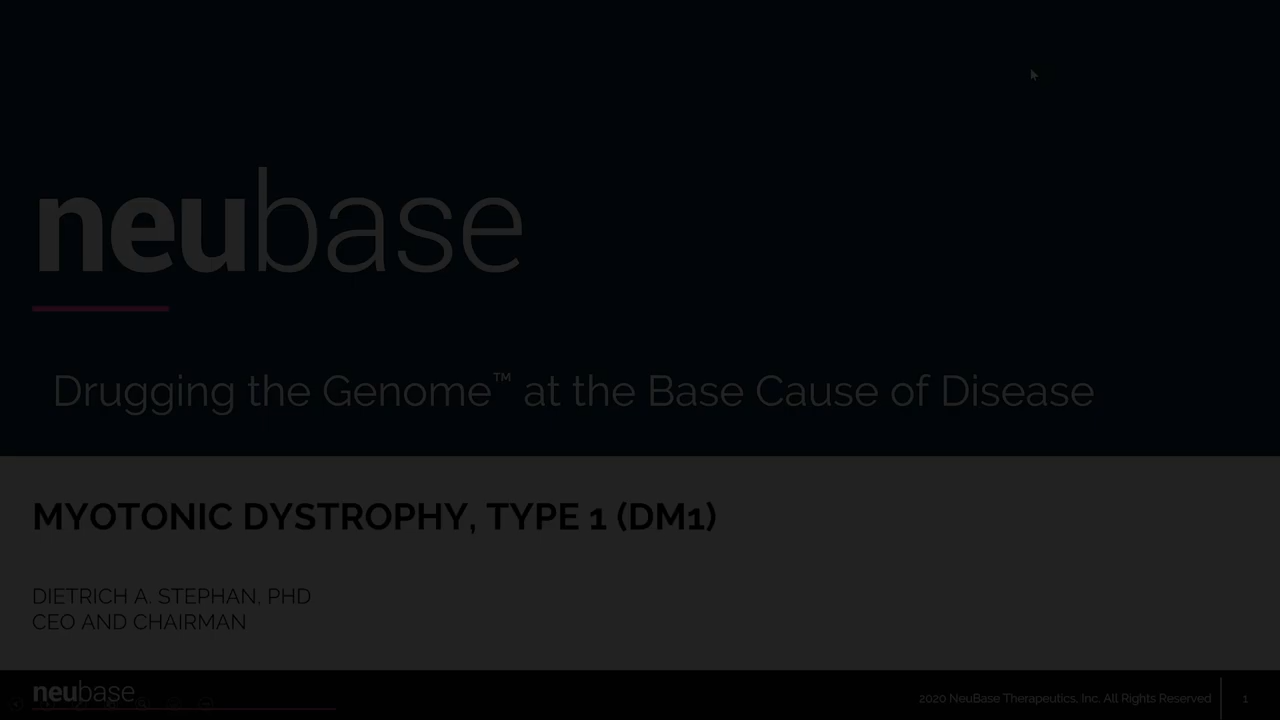 neubase
Drugging the Genome™ at the Base Cause of Disease
MYOTONIC DYSTROPHY, TYPE 1 (DM1)
DIETRICH A. STEPHAN, PHD
CEO AND CHAIRMAN
neubase
2020 NeuBase Therapeutics, Inc. All Rights Reserved
1